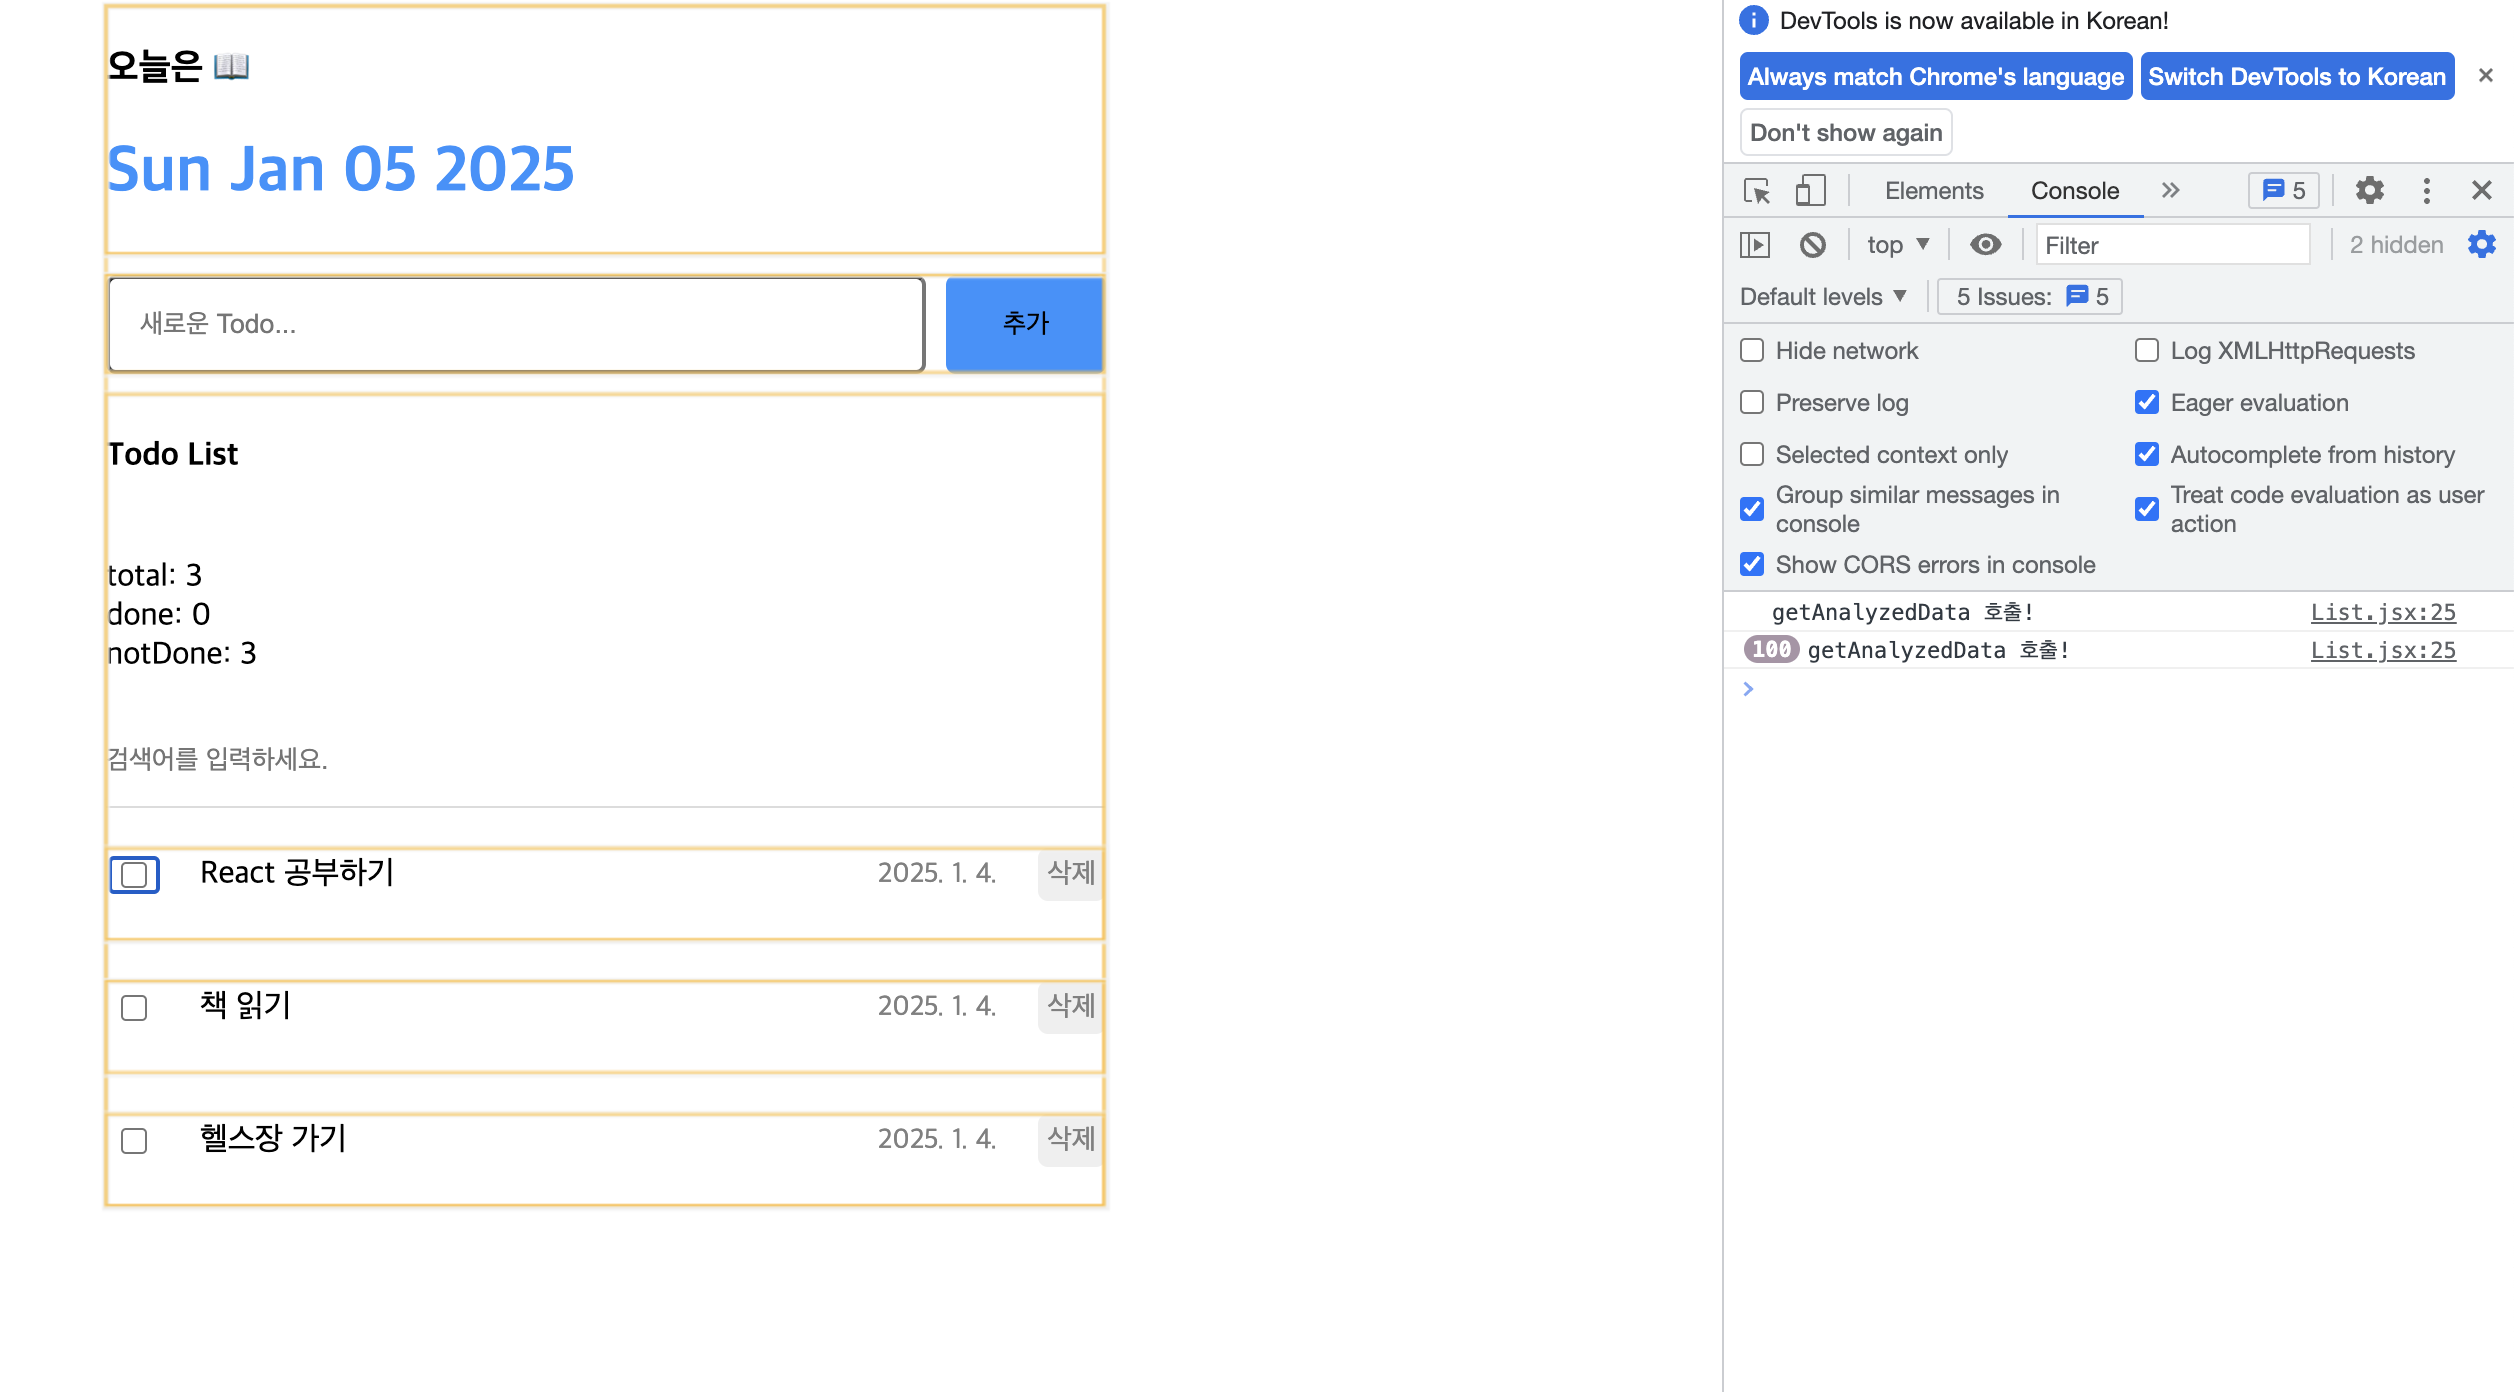 오늘은 📖
Sun Jan 05 2025
새로운 Todo...
추가
Todo List
total: 3
done: 0
notDone: 3
검색어를 입력하세요.
React 공부하기 2025. 1. 4. 삭제
책 읽기 2025. 1. 4. 삭제
헬스장 가기 2025. 1. 4. 삭제
DevTools is now available in Korean!
Always match Chrome's language Switch DevTools to Korean
Don't show again
Elements Console 5
top Filter 2 hidden
Default levels 5 Issues: 5
Hide network Log XMLHttpRequests
Preserve log Eager evaluation
Selected context only Autocomplete from history
Group similar messages in console Treat code evaluation as user action
Show CORS errors in console
getAnalyzedData 호출! List.jsx:25
100 getAnalyzedData 호출! List.jsx:25